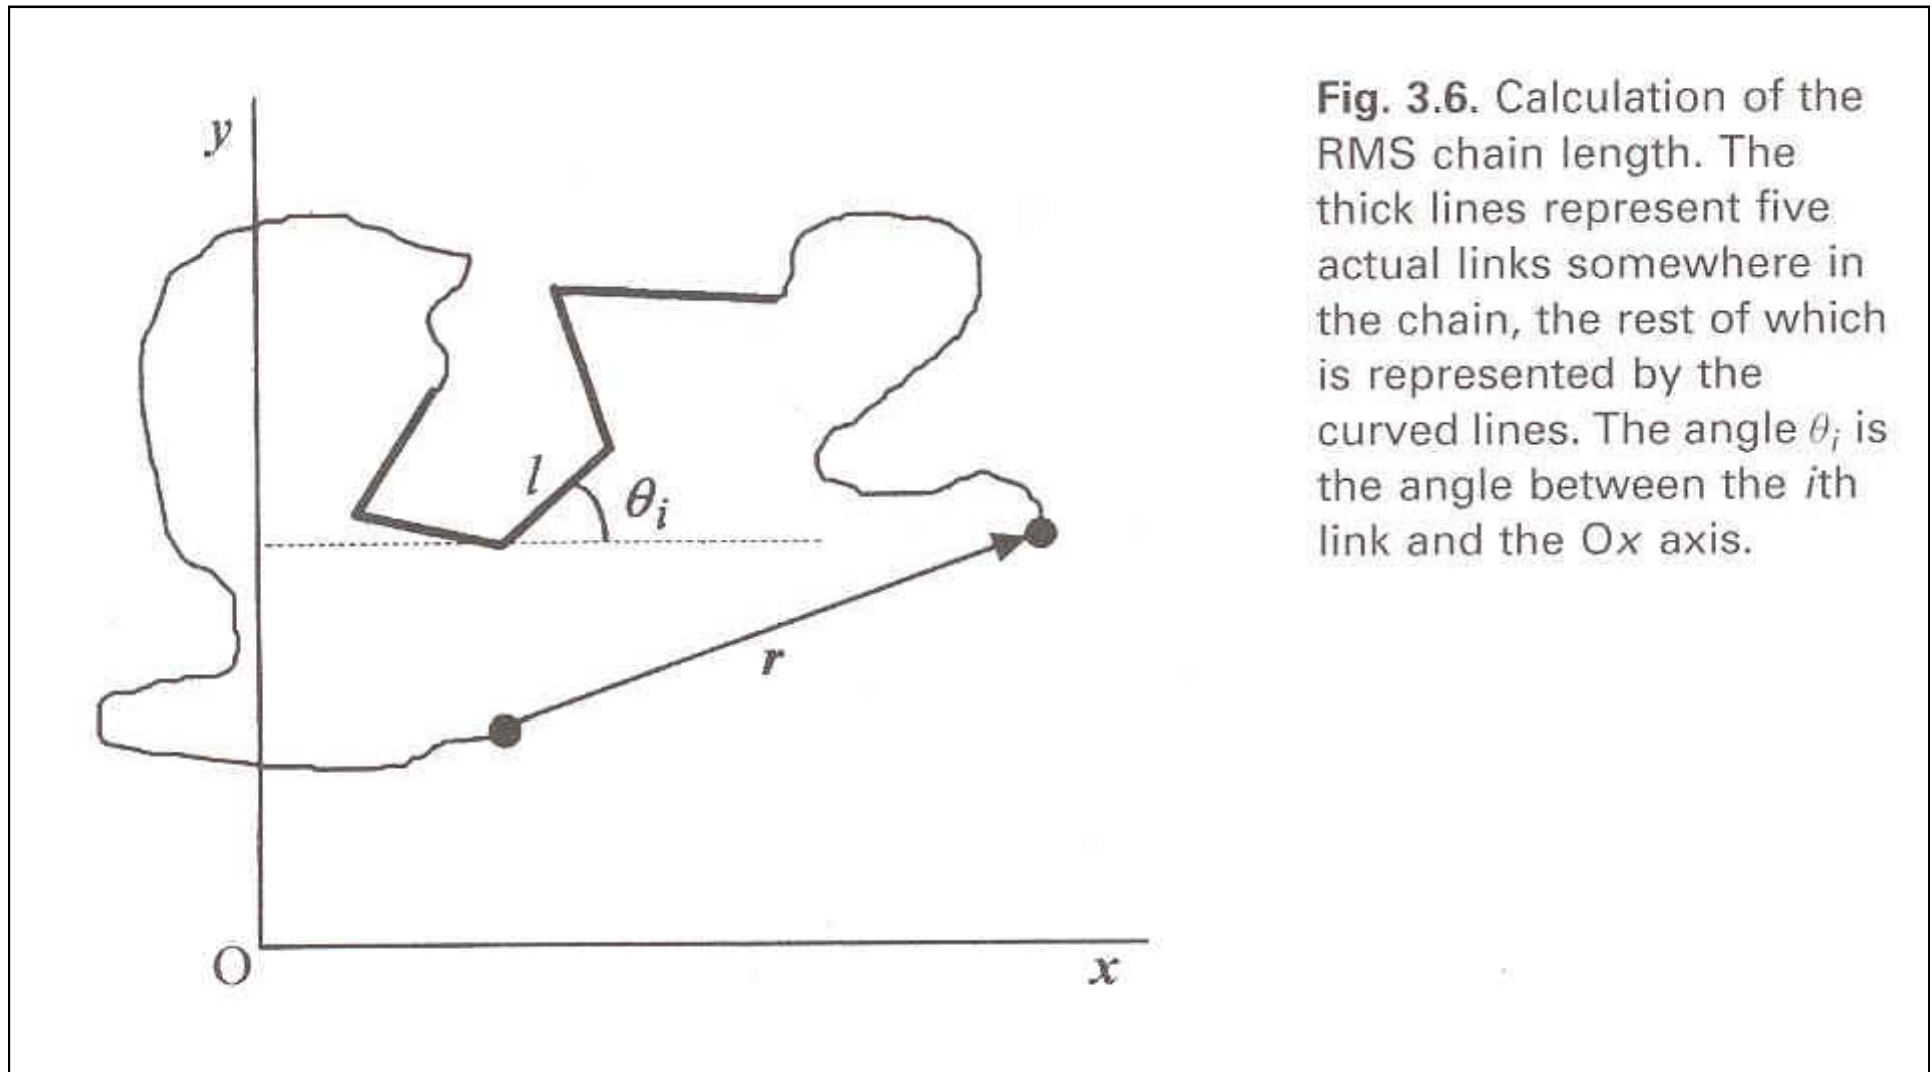 y
l
θi
r
O
x
Fig. 3.6. Calculation of the
RMS chain length. The
thick lines represent five
actual links somewhere in
the chain, the rest of which
is represented by the
curved lines. The angle θi is
the angle between the ith
link and the Ox axis.